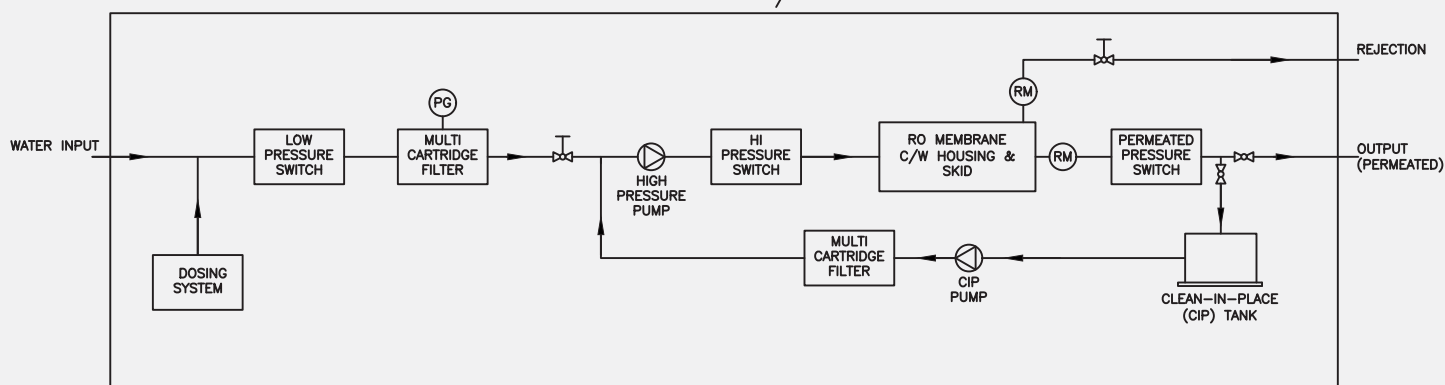 REJECTION
PG
RM
WATER INPUT
LOW
PRESSURE
SWITCH
MULTI
CARTRIDGE
FILTER
HIGH
PRESSURE
PUMP
HI
PRESSURE
SWITCH
RO MEMBRANE
C/W HOUSING &
SKID
RM
PERMEATED
PRESSURE
SWITCH
OUTPUT
(PERMEATED)
DOSING
SYSTEM
MULTI
CARTRIDGE
FILTER
CIP
PUMP
CLEAN-IN-PLACE
(CIP) TANK